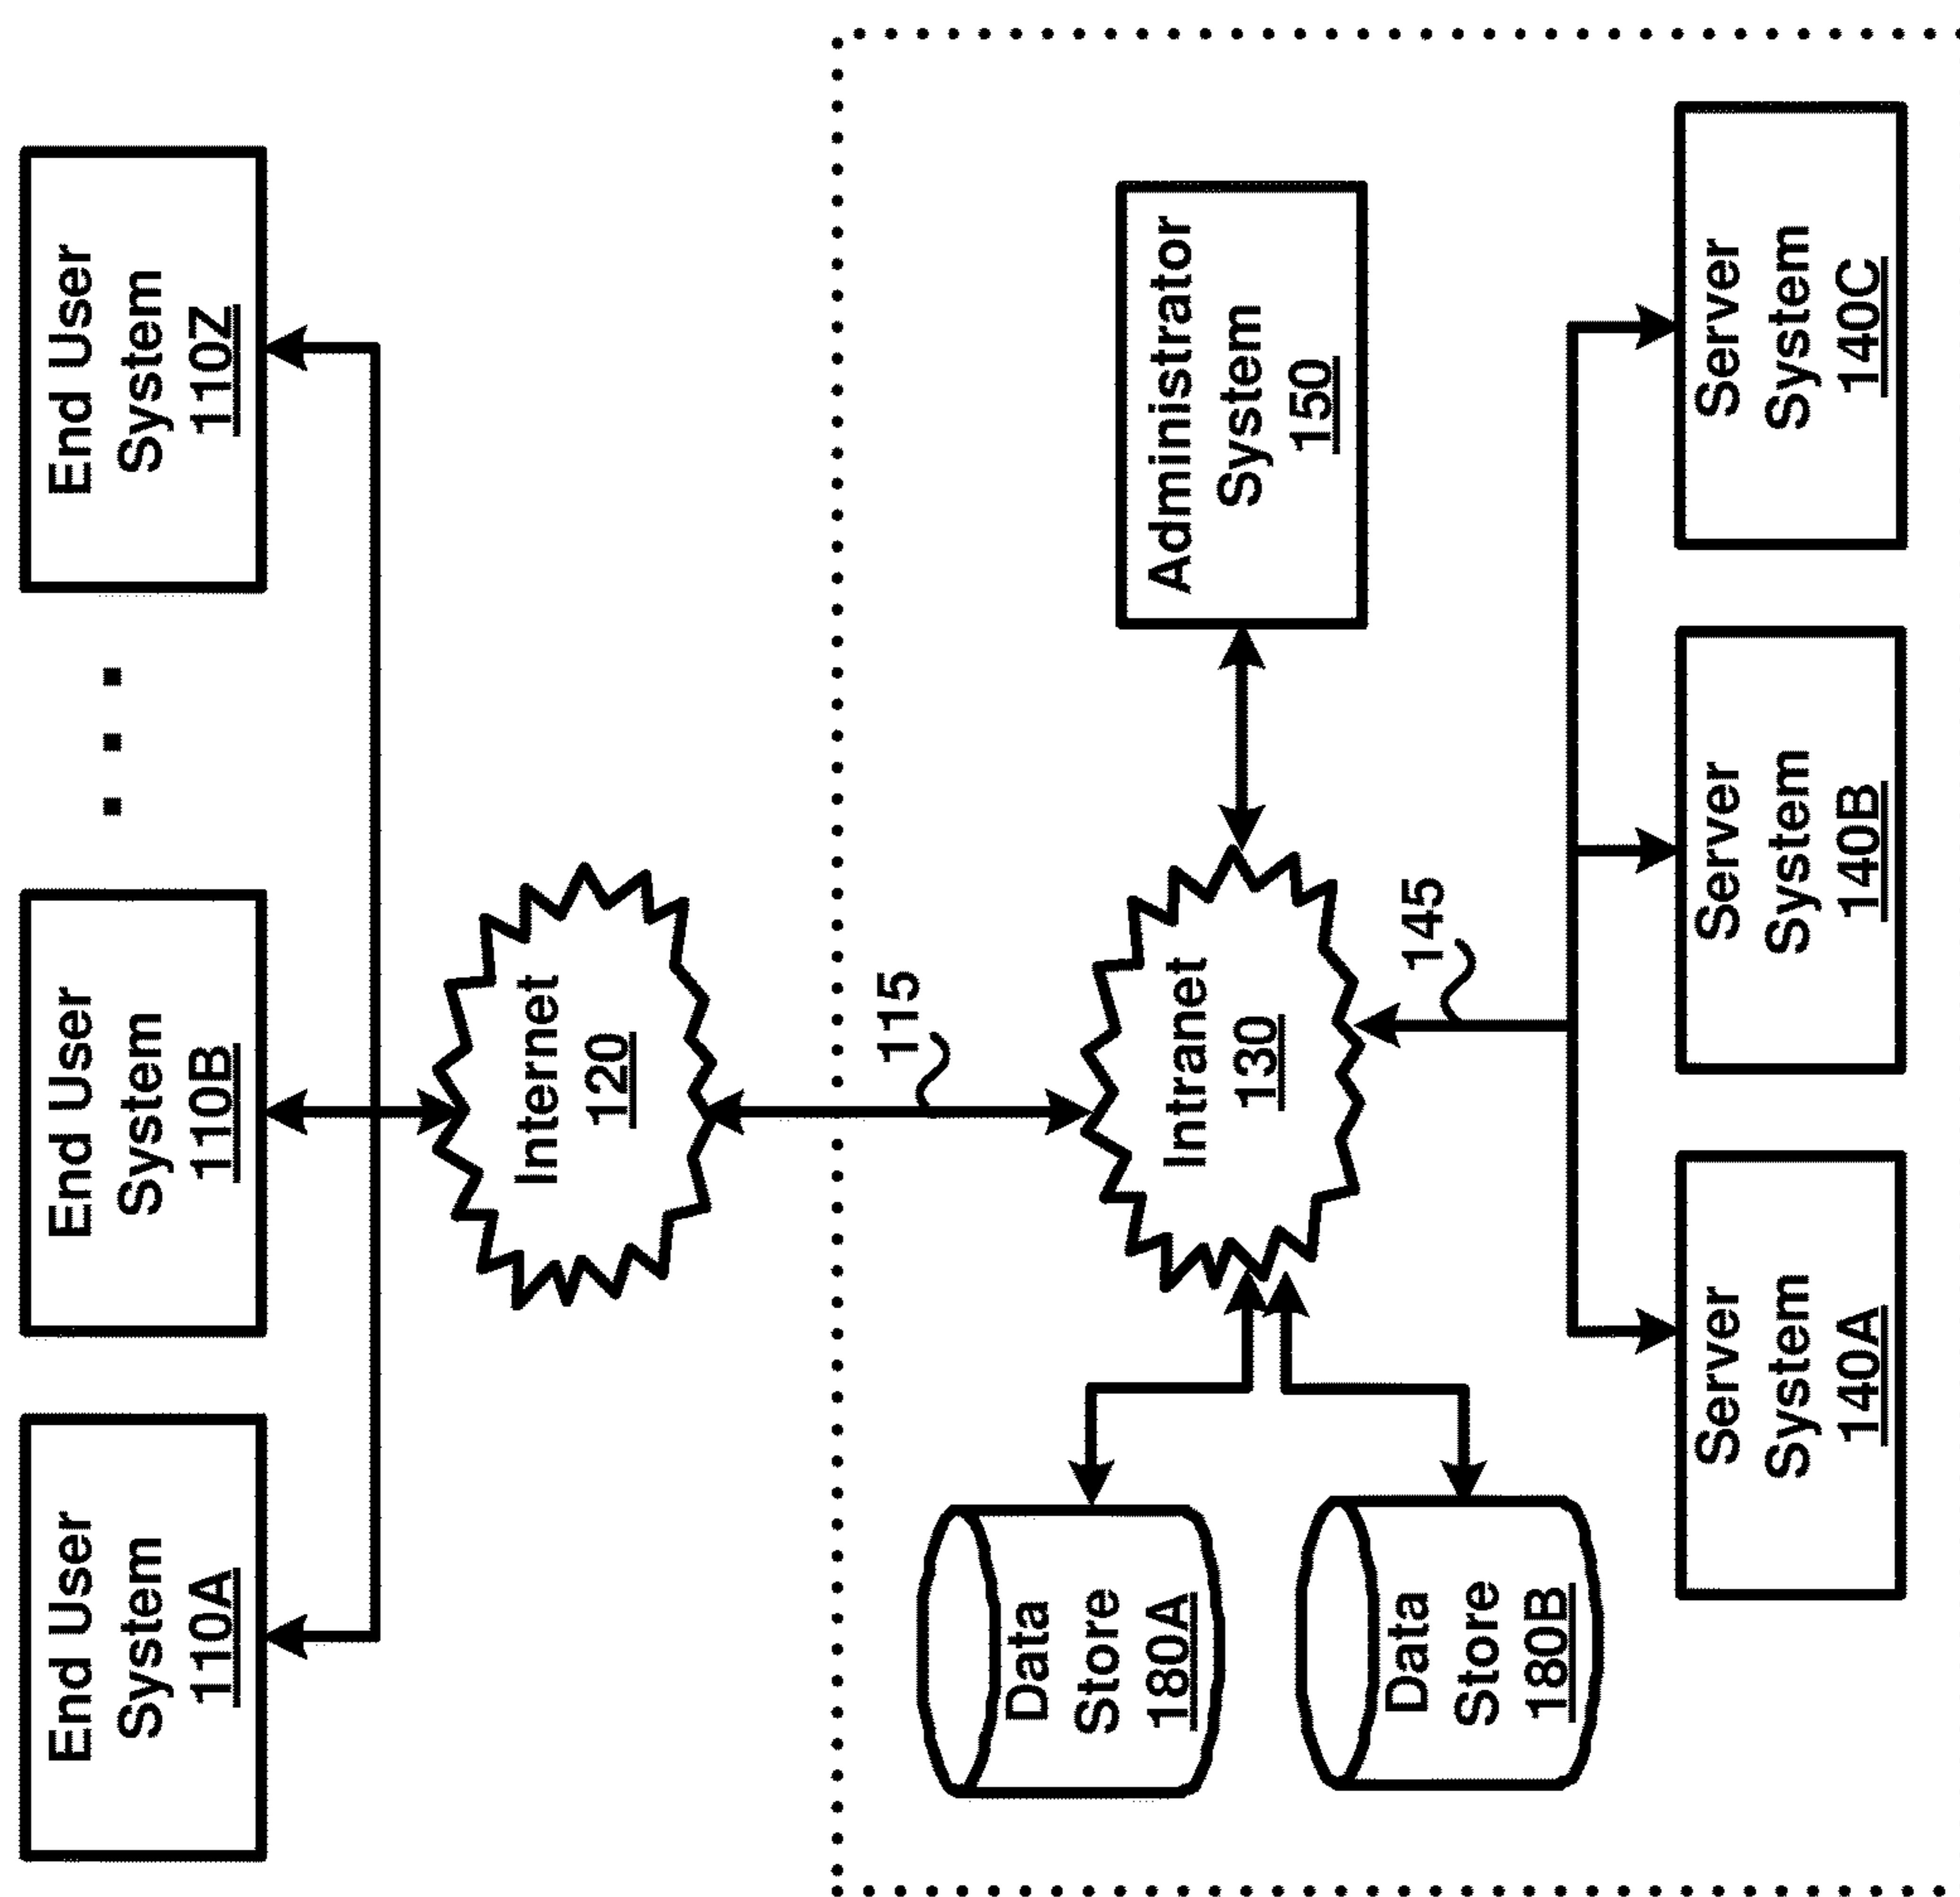 End User
System
110A
End User
System
110B
End User
System
110Z
Internet
120
115
Data
Store
180A
Intranet
130
Administrator
System
150
Data
Store
180B
145
Server
System
140A
Server
System
140B
Server
System
140C